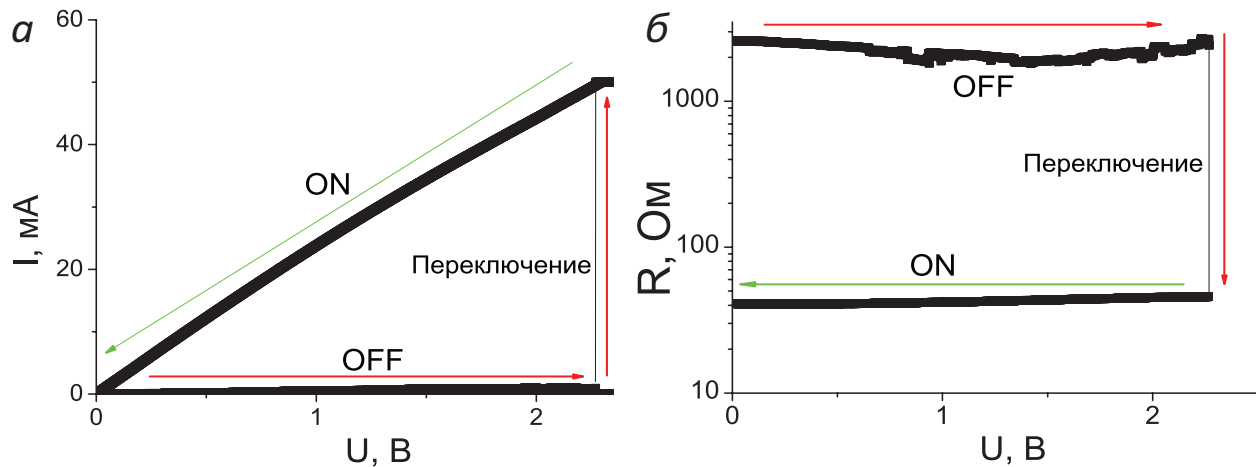 а
60
40
20
0
I, мА
ON
Переключение
OFF
0
1
2
U, В
б
1000
100
10
R, Ом
OFF
Переключение
ON
0
1
2
U, В